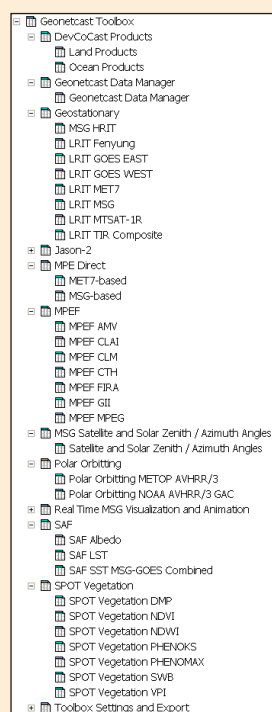 Geonetcast Toolbox
DevCoCast Products
Land Products
Ocean Products
Geonetcast Data Manager
Geonetcast Data Manager
Geostationary
MSG HRIT
LRIT Fenyung
LRIT GOES EAST
LRIT GOES WEST
LRIT MET7
LRIT MSG
LRIT MTSAT-1R
LRIT TIR Composite
Jason-2
MPE Direct
MET7-based
MSG-based
MPEF
MPEF AMV
MPEF CLAI
MPEF CLM
MPEF CTH
MPEF FIRA
MPEF GII
MPEF MPEG
MSG Satellite and Solar Zenith / Azimuth Angles
Satellite and Solar Zenith / Azimuth Angles
Polar Orbitting
Polar Orbitting METOP AVHRR/3
Polar Orbitting NOAA AVHRR/3 GAC
Real Time MSG Visualization and Animation
SAF
SAF Albedo
SAF LST
SAF SST MSG-GOES Combined
SPOT Vegetation
SPOT Vegetation DMP
SPOT Vegetation NDVI
SPOT Vegetation NDWI
SPOT Vegetation PHENOKS
SPOT Vegetation PHENOMAX
SPOT Vegetation SWB
SPOT Vegetation VPI
Toolbox Settings and Export